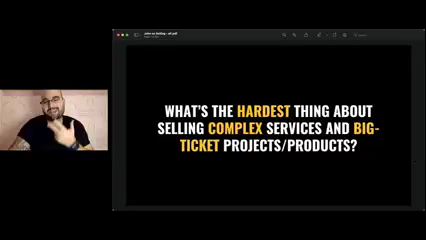 WHAT'S THE HARDEST THING ABOUT
SELLING COMPLEX SERVICES AND BIG-
TICKET PROJECTS/PRODUCTS?